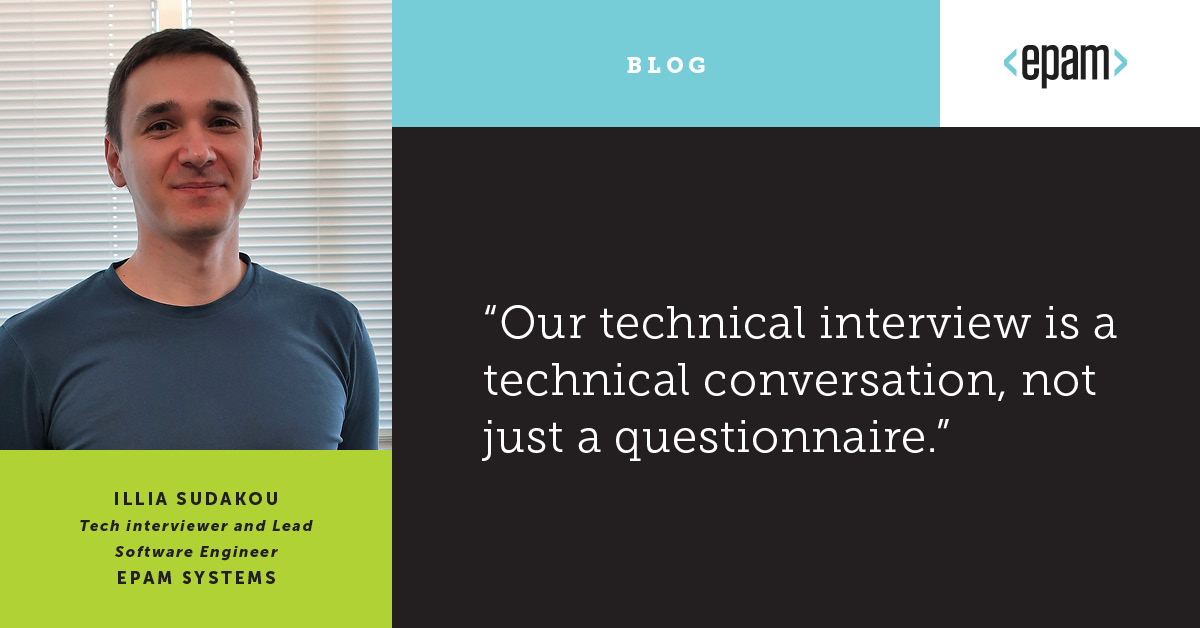 BLOG
<epam>
“Our technical interview is a
technical conversation, not
just a questionnaire.”
ILLIA SUDAKOU
Tech interviewer and Lead
Software Engineer
EPAM SYSTEMS